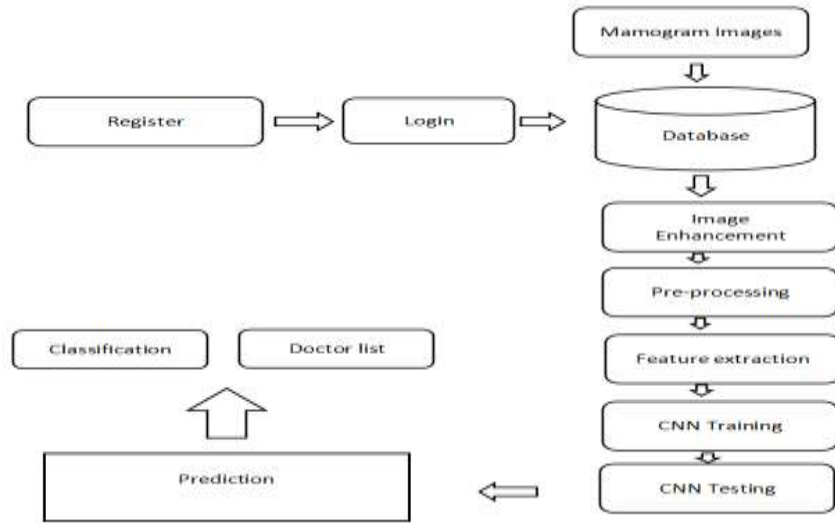 Mamogram Images
Register
Login
Database
Image
Enhancement
Pre-processing
Feature extraction
CNN Training
CNN Testing
Prediction
Classification
Doctor list